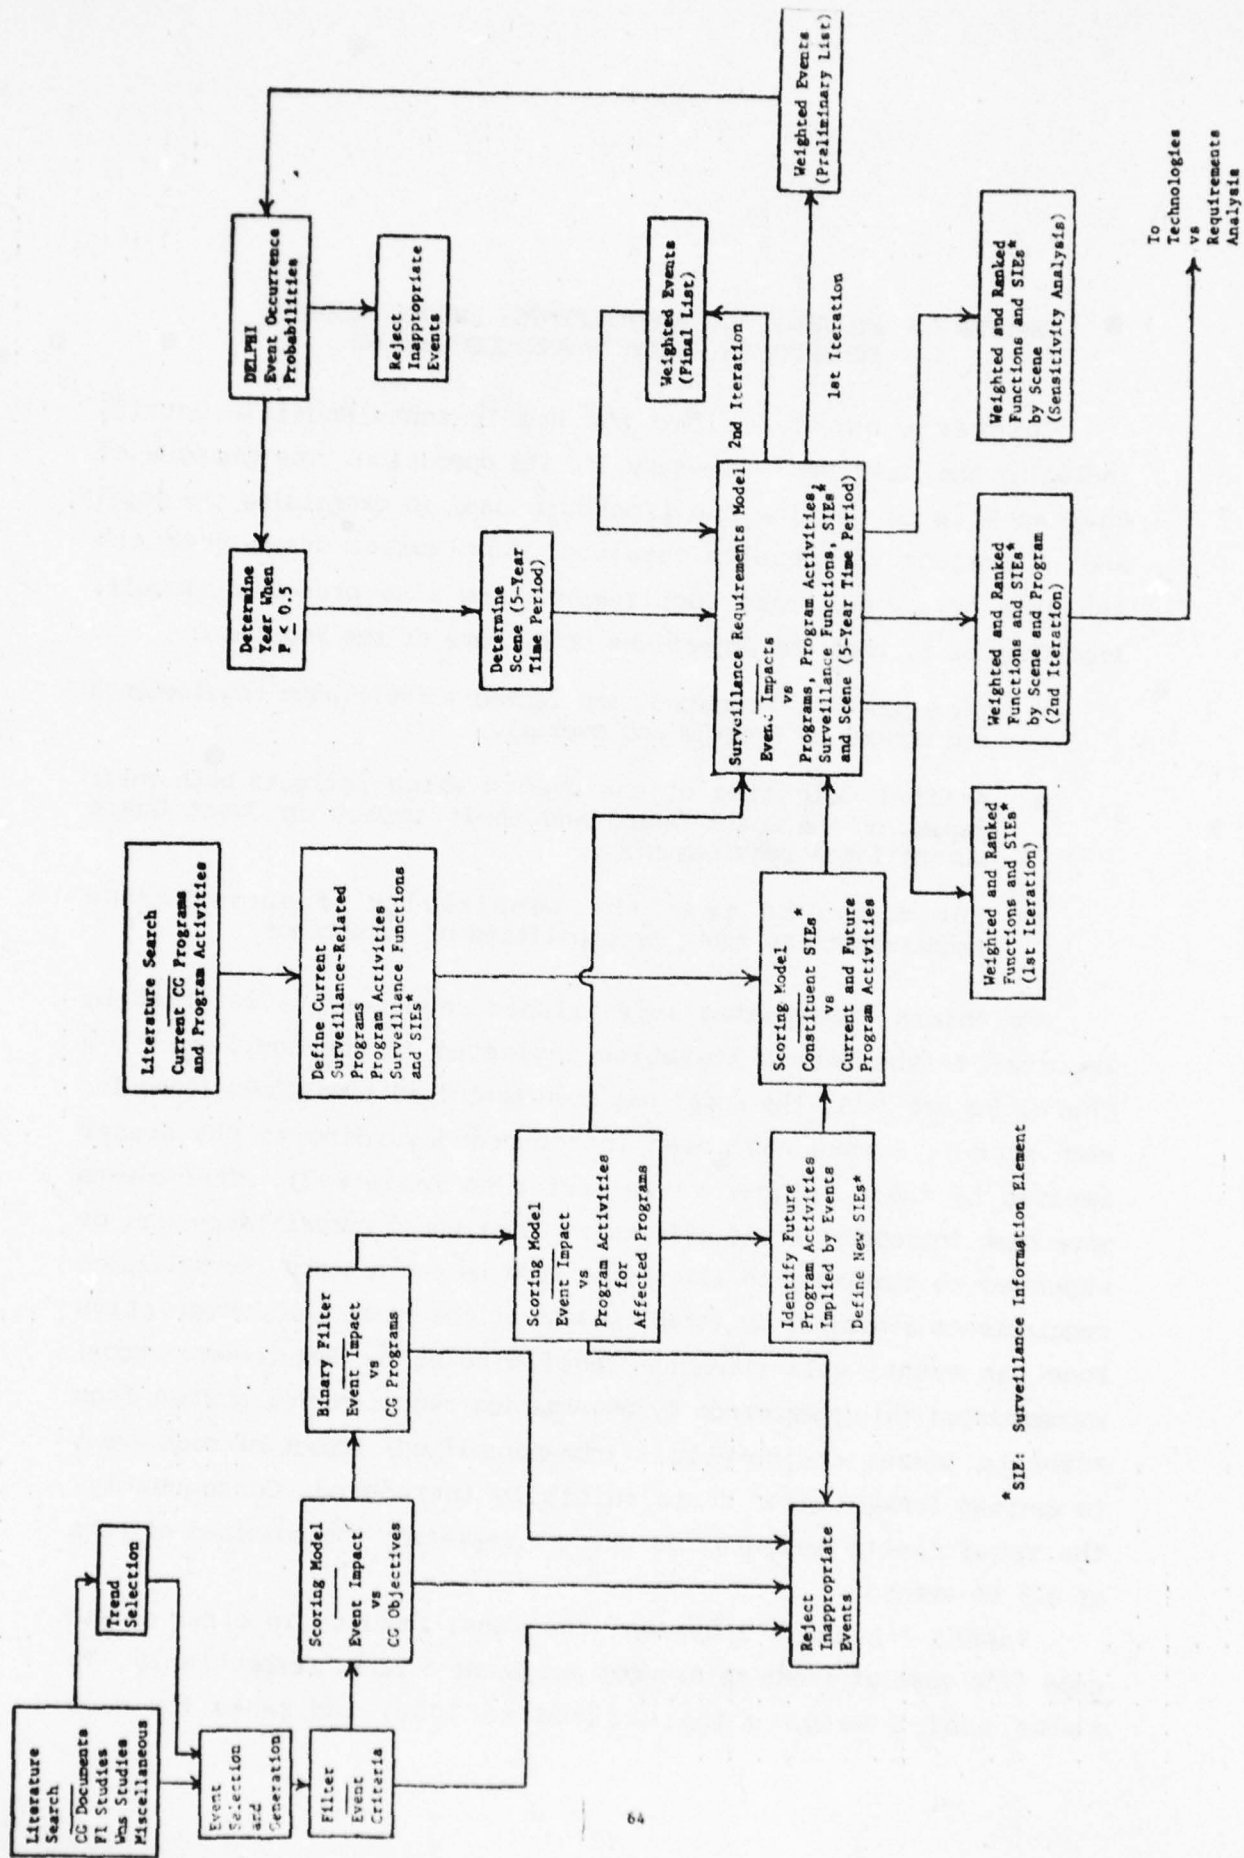 Literature
Search
CG Documents
FI Studies
Wns Studies
Miscellaneous
Trend
Selection
Event
Selection
and
Generation
Filter
Event
Criteria
Scoring Model
Event Impact
vs
CG Objectives
Binary Filter
Event Impact
vs
CG Programs
Reject
Inappropriate
Events
Scoring Model
Event Impact
vs
Program Activities
for
Affected Programs
Identify Future
Program Activities
Implied by Events
Define New SIEs*
Literature Search
Current CG Programs
and Program Activities
Define Current
Surveillance-Related
Programs
Program Activities
Surveillance Functions
and SIEs*
Scoring Model
Constituent SIEs*
vs
Current and Future
Program Activities
DELPHI
Event Occurrence
Probabilities
Reject
Inappropriate
Events
Determine
Year When
P ≤ 0.5
Determine
Scene (5-Year
Time Period)
Surveillance Requirements Model
Event Impacts
vs
Programs, Program Activities,
Surveillance Functions, SIEs*
and Scene (5-Year Time Period)
2nd Iteration
Weighted Events
(Final List)
1st Iteration
Weighted Events
(Preliminary List)
Weighted and Ranked
Functions and SIEs*
(1st Iteration)
Weighted and Ranked
Functions and SIEs*
by Scene and Program
(2nd Iteration)
Weighted and Ranked
Functions and SIEs*
by Scene
(Sensitivity Analysis)
To
Technologies
vs
Requirements
Analysis
*SIE: Surveillance Information Element
64